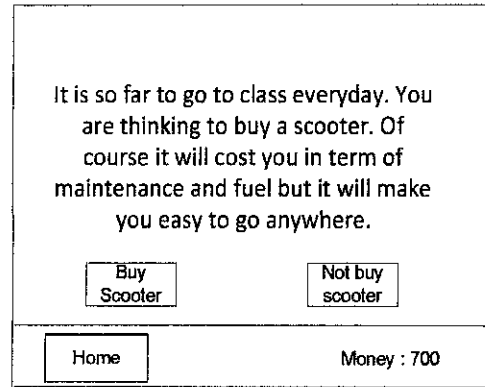 It is so far to go to class everyday. You
are thinking to buy a scooter. Of
course it will cost you in term of
maintenance and fuel but it will make
you easy to go anywhere.
Buy
Scooter
Not buy
scooter
Home
Money : 700